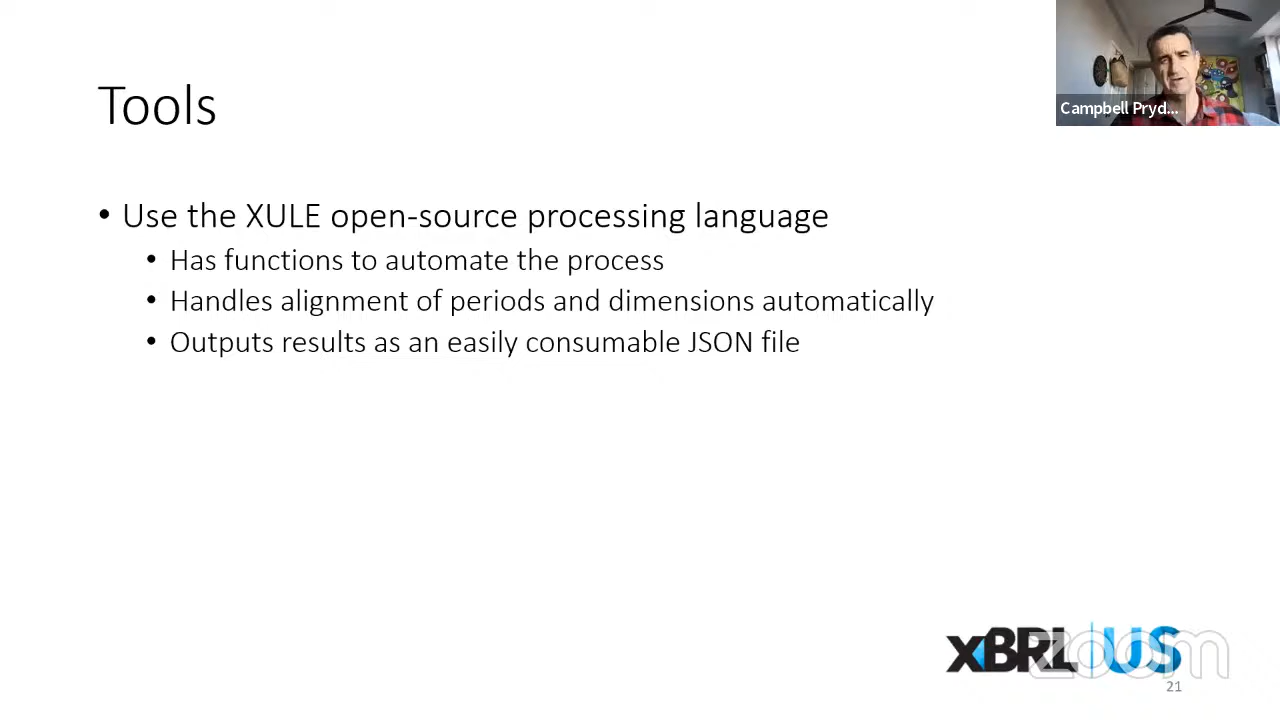 Campbell Pryd...
Tools
• Use the XULE open-source processing language
• Has functions to automate the process
• Handles alignment of periods and dimensions automatically
• Outputs results as an easily consumable JSON file
XBRL US
zoom
21